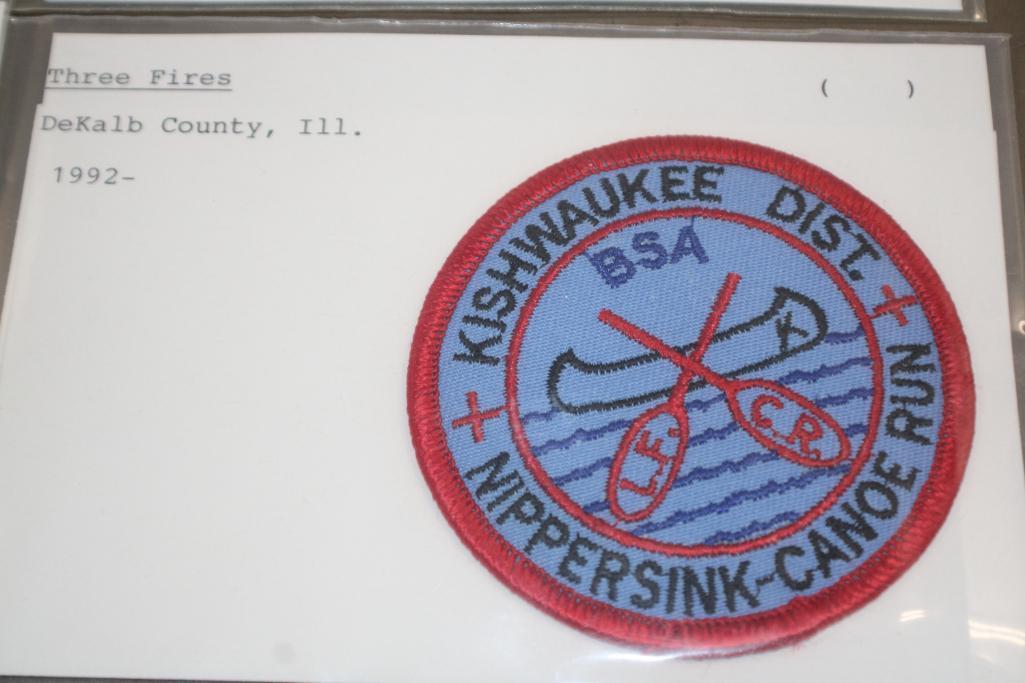 Three Fires
( )
DeKalb County, Ill.
1992-
KISHWAUKEE DIST.
BSA
K
L.F.
C.R.
NIPPERSINK-CANOE RUN